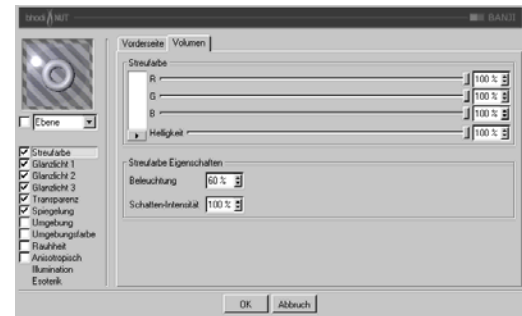 bhodiNUT
BANJI
Vorderseite Volumen
Streufarbe
R 100 %
G 100 %
B 100 %
Helligkeit 100 %
Ebene
Streufarbe
Glanzlicht 1
Glanzlicht 2
Glanzlicht 3
Transparenz
Spiegelung
Umgebung
Umgebungsfarbe
Rauhheit
Anisotropisch
Illumination
Esoterik
Streufarbe Eigenschaften
Beleuchtung 60 %
Schatten-Intensität 100 %
OK Abbruch